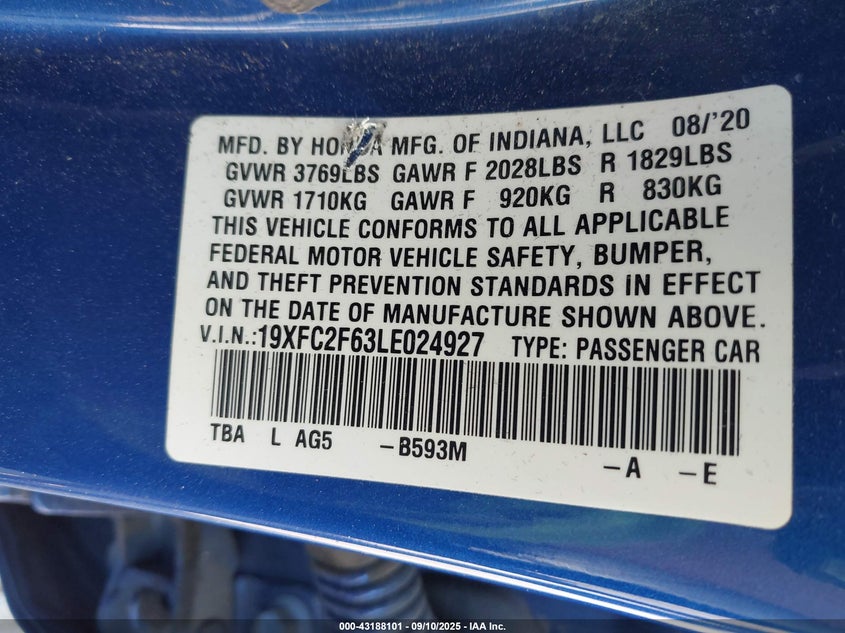 MFD. BY HONDA MFG. OF INDIANA, LLC 08/'20
GVWR 3769LBS GAWR F 2028LBS R 1829LBS
GVWR 1710KG GAWR F 920KG R 830KG
THIS VEHICLE CONFORMS TO ALL APPLICABLE
FEDERAL MOTOR VEHICLE SAFETY, BUMPER,
AND THEFT PREVENTION STANDARDS IN EFFECT
ON THE DATE OF MANUFACTURE SHOWN ABOVE.
V.I.N.:19XFC2F63LE024927 TYPE: PASSENGER CAR
TBA L AG5 -B593M -A -E
000-43188101 - 09/10/2025 - IAA Inc.